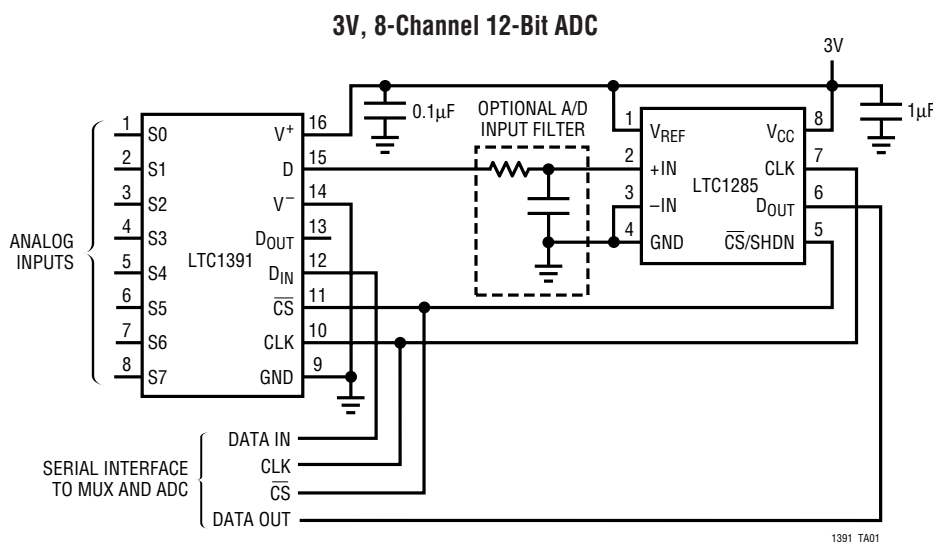 3V, 8-Channel 12-Bit ADC
3V
0.1µF
OPTIONAL A/D
INPUT FILTER
1µF
ANALOG
INPUTS
1 S0
2 S1
3 S2
4 S3
5 S4
6 S5
7 S6
8 S7
LTC1391
V+ 16
D 15
V− 14
DOUT 13
DIN 12
CS 11
CLK 10
GND 9
1 VREF
2 +IN
3 −IN
4 GND
LTC1285
VCC 8
CLK 7
DOUT 6
CS/SHDN 5
SERIAL INTERFACE
TO MUX AND ADC
DATA IN
CLK
CS
DATA OUT
1391 TA01